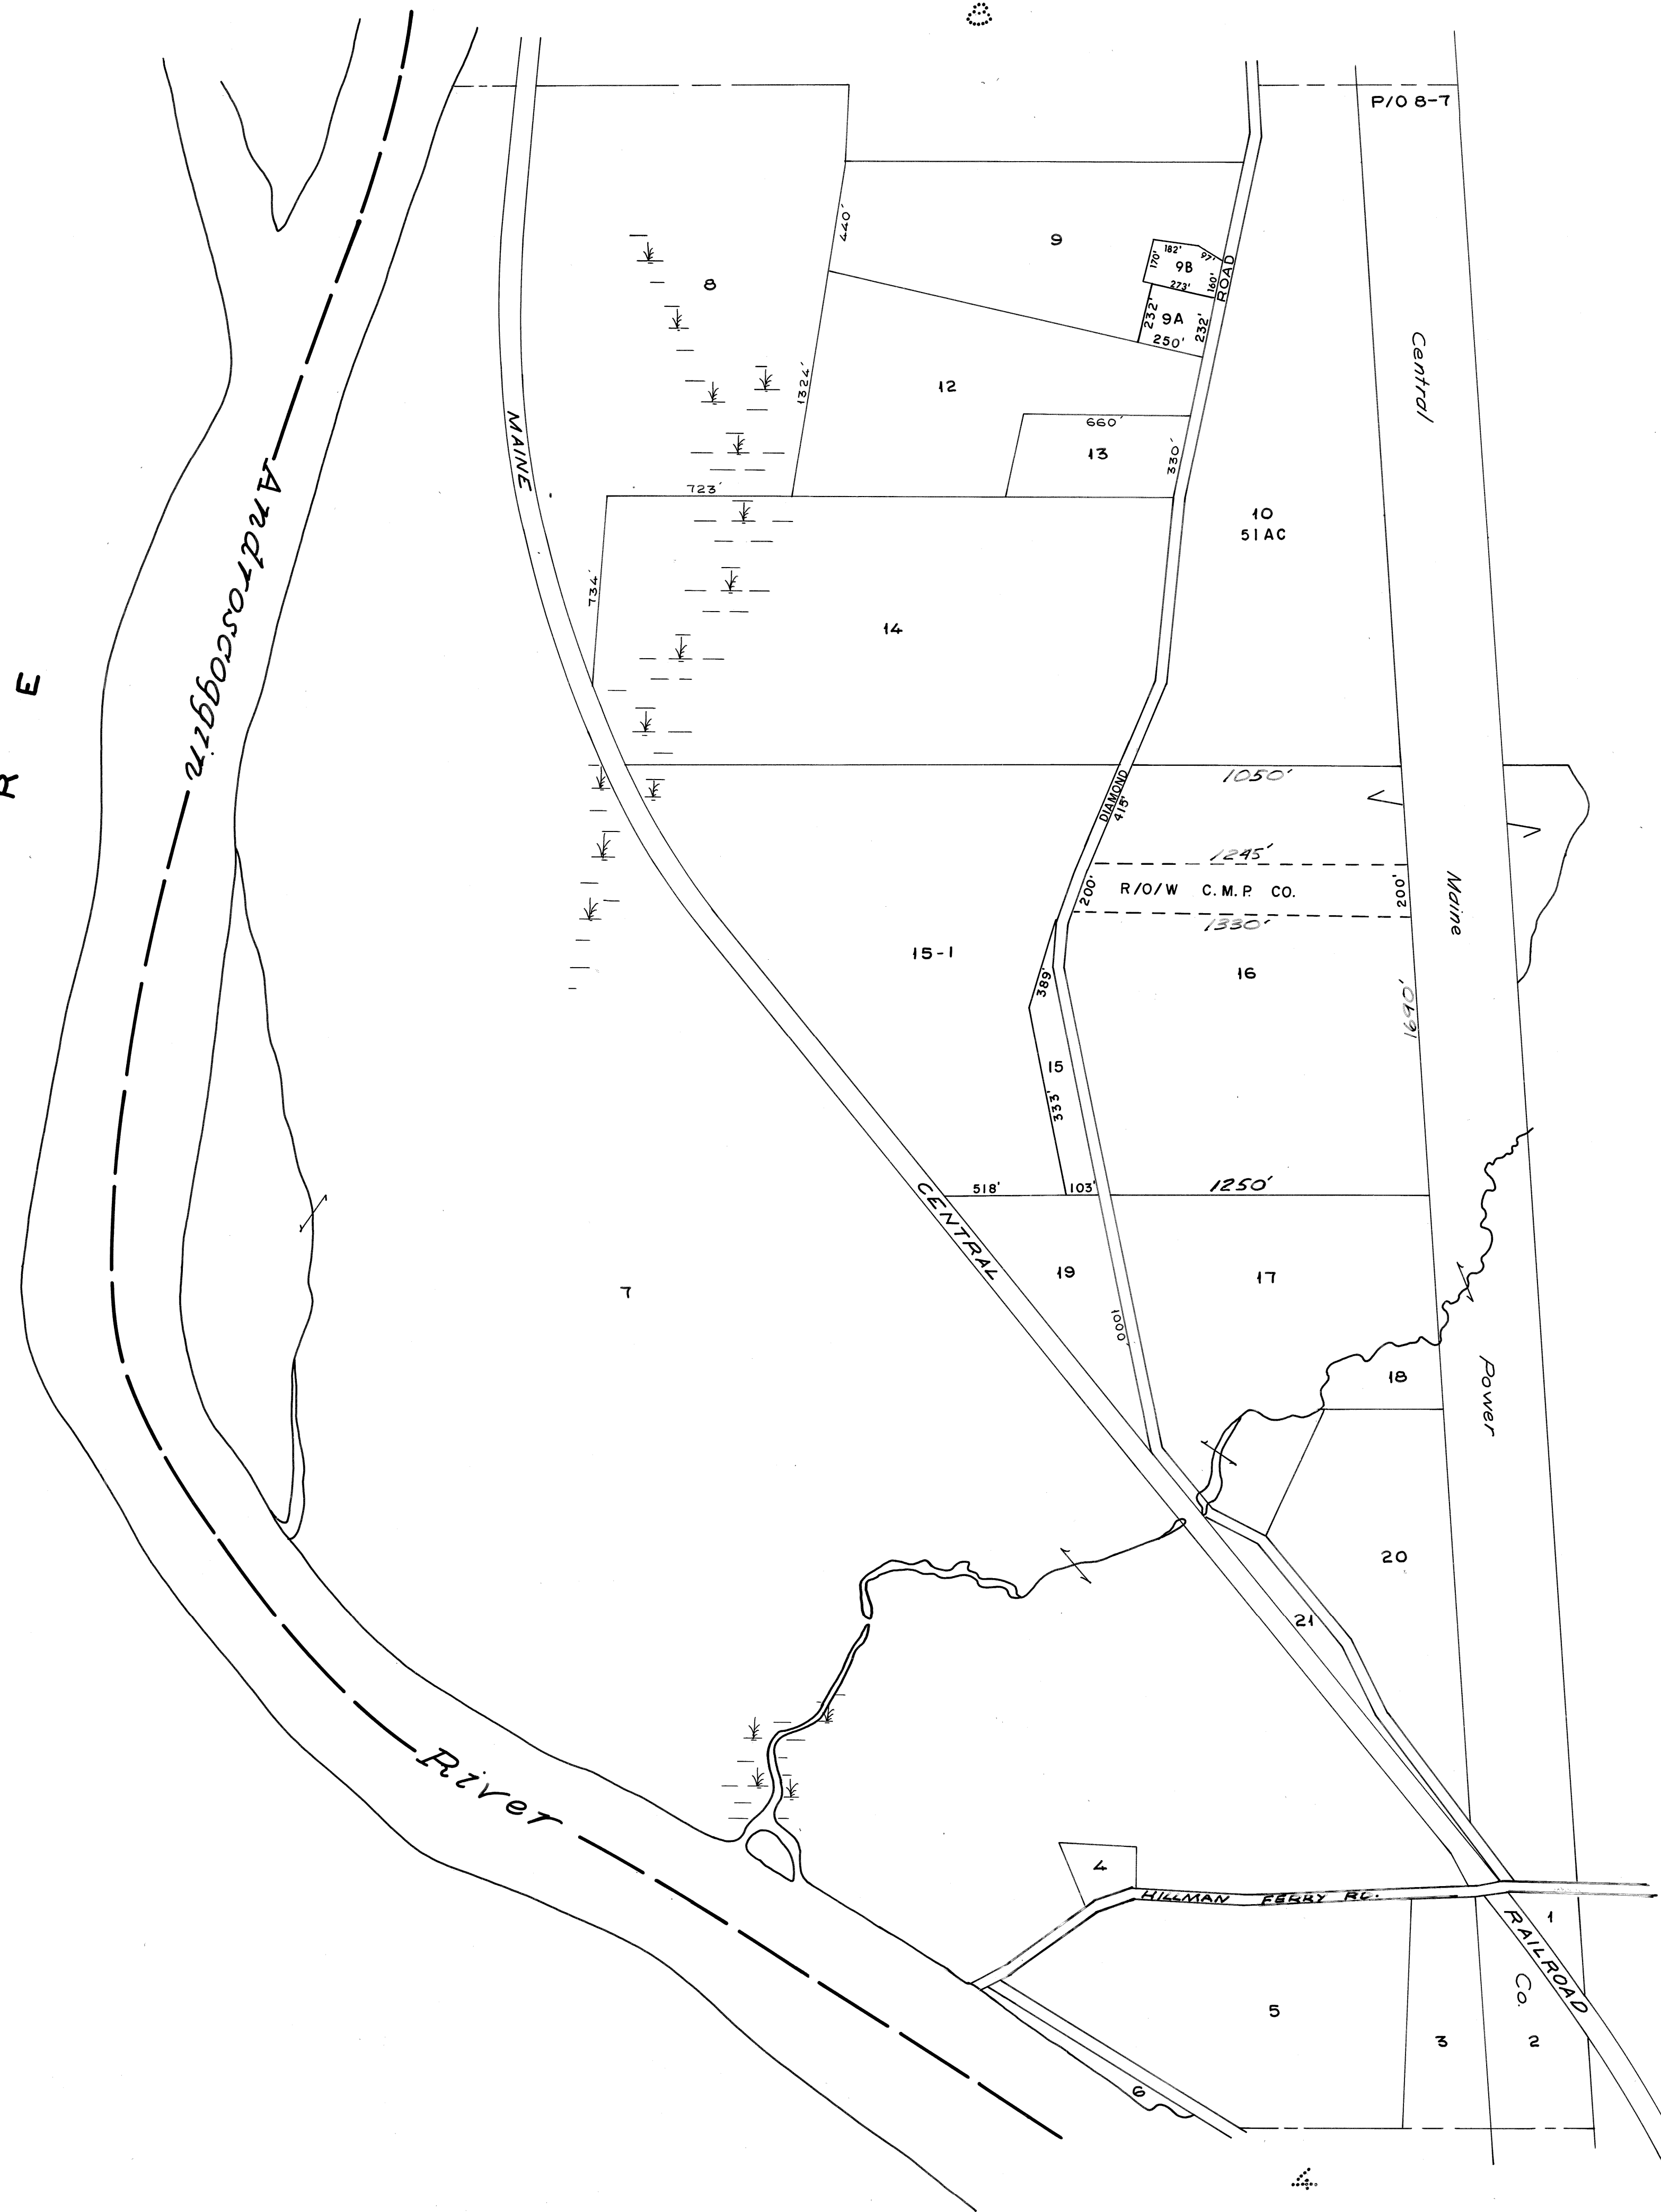 8
P/O 8-7
440'
9
182'
97'
170'
9B
273'
160'
ROAD
8
232'
9A
232'
250'
Central
1324'
12
660'
13
330'
MAINE
723'
10
51 AC
Androscoggin
734'
14
E
R
1050'
DIAMOND
415'
1245'
200'
R/O/W C.M.P. CO.
200'
1330'
Maine
15-1
16
389'
1690'
15
333'
518'
103'
1250'
CENTRAL
19
17
7
1000'
18
Power
20
21
River
4
HILLMAN FERRY RD.
1
RAILROAD
Co.
5
3
2
6
4